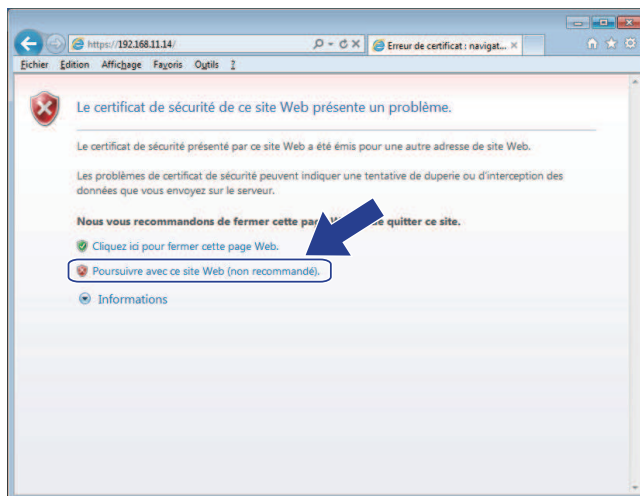 https://192.168.11.14/
Erreur de certificat : navigat...
Fichier Edition Affichage Favoris Outils ?
Le certificat de sécurité de ce site Web présente un problème.
Le certificat de sécurité présenté par ce site Web a été émis pour une autre adresse de site Web.
Les problèmes de certificat de sécurité peuvent indiquer une tentative de duperie ou d'interception des
données que vous envoyez sur le serveur.
Nous vous recommandons de fermer cette quitter ce site.
Cliquez ici pour fermer cette page Web.
Poursuivre avec ce site Web (non recommandé).
Informations